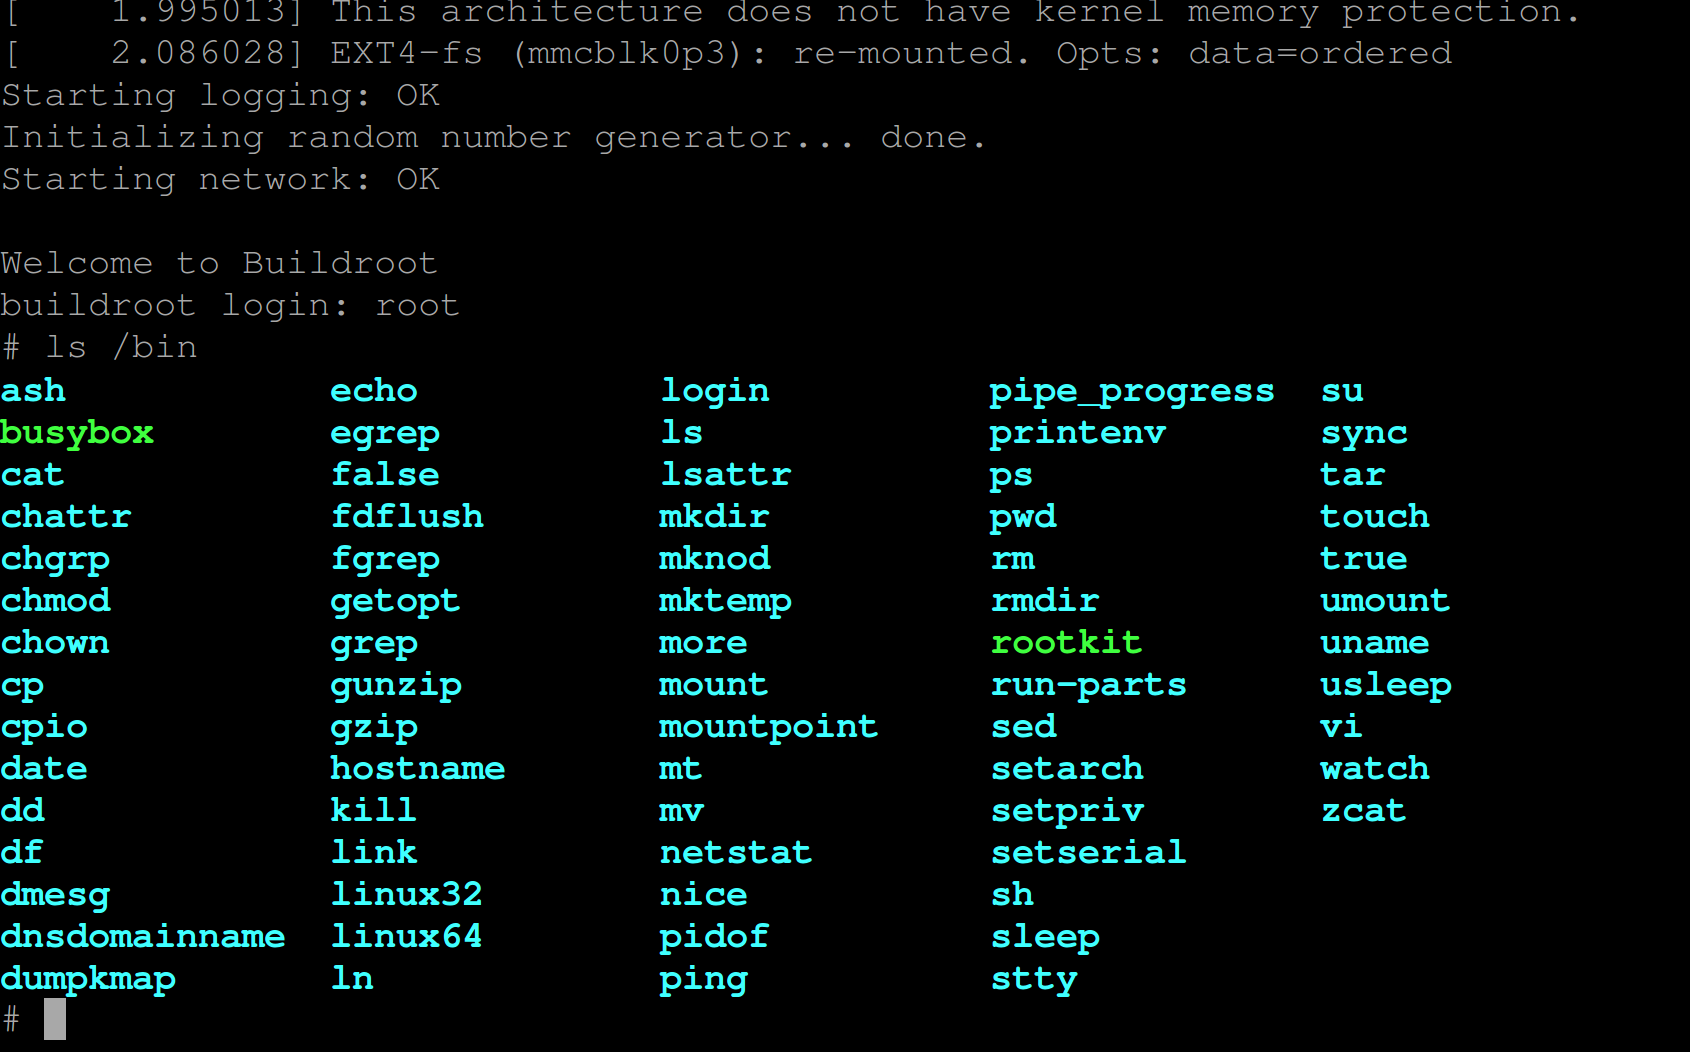 [    1.995013] This architecture does not have kernel memory protection.
[    2.086028] EXT4-fs (mmcblk0p3): re-mounted. Opts: data=ordered
Starting logging: OK
Initializing random number generator... done.
Starting network: OK
Welcome to Buildroot
buildroot login: root
# ls /bin
ash            echo           login          pipe_progress  su
busybox        egrep          ls             printenv       sync
cat            false          lsattr         ps             tar
chattr         fdflush        mkdir          pwd            touch
chgrp          fgrep          mknod          rm             true
chmod          getopt         mktemp         rmdir          umount
chown          grep           more           rootkit        uname
cp             gunzip         mount          run-parts      usleep
cpio           gzip           mountpoint     sed            vi
date           hostname       mt             setarch        watch
dd             kill           mv             setpriv        zcat
df             link           netstat        setserial
dmesg          linux32        nice           sh
dnsdomainname  linux64        pidof          sleep
dumpkmap       ln             ping           stty
#